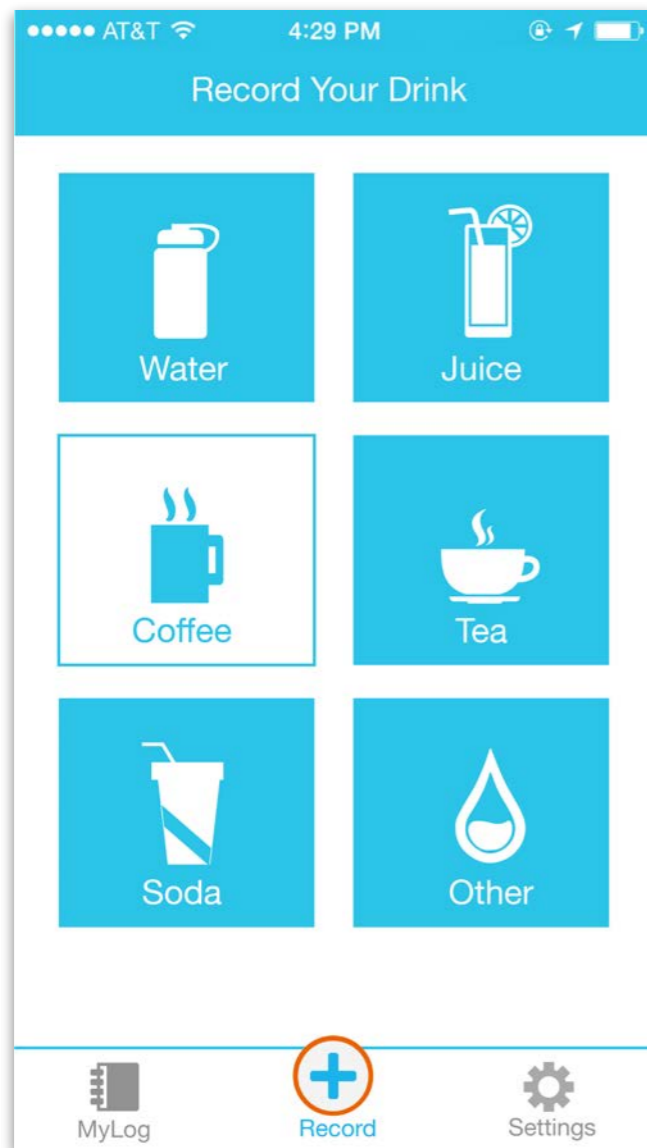 AT&T 4:29 PM
Record Your Drink
Water Juice
Coffee Tea
Soda Other
MyLog Record Settings